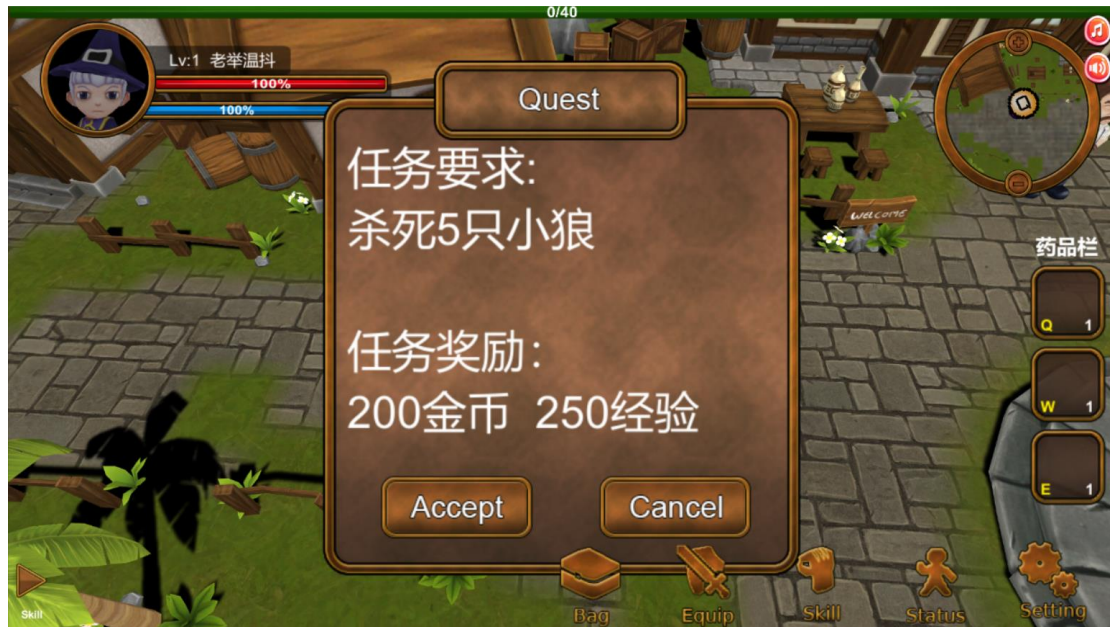 0/40
Lv:1 老举温抖
100%
100%
Quest
任务要求:
杀死5只小狼
任务奖励:
200金币 250经验
Accept
Cancel
WELCOME
药品栏
Q 1
W 1
E 1
Skill
Bag
Equip
Skill
Status
Setting